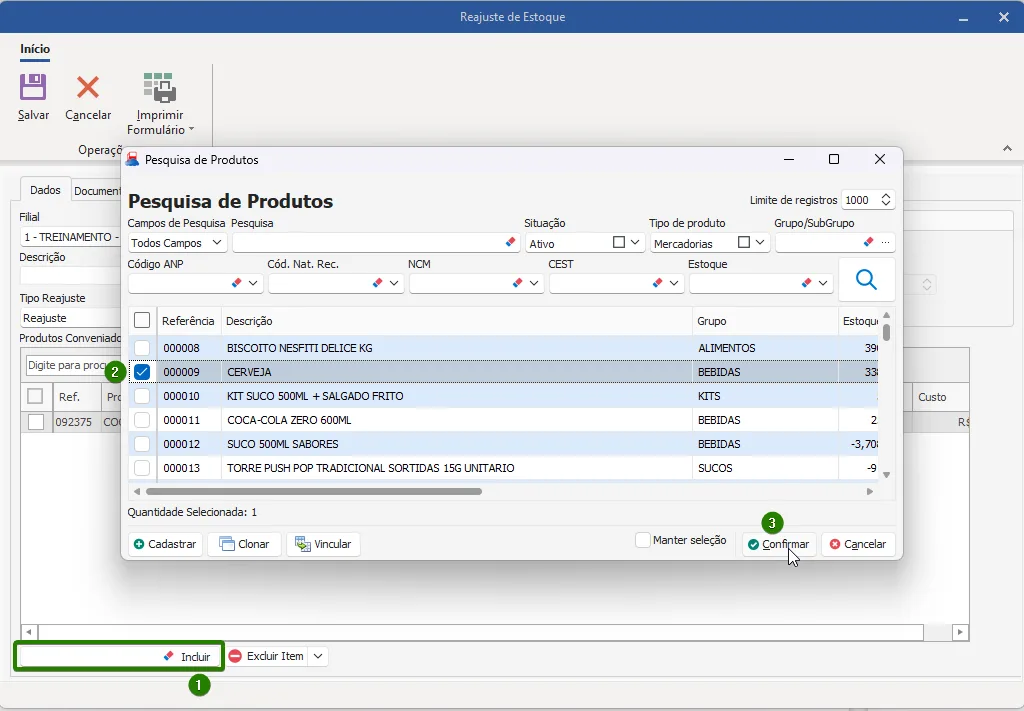 Reajuste de Estoque
Início
Salvar
Cancelar
Imprimir
Formulário
Operaçõ
Pesquisa de Produtos
Dados
Document
Filial
1 - TREINAMENTO -
Descrição
Tipo Reajuste
Reajuste
Produtos Conveniado
Digite para procu
Ref.
Pro
Custo
092375
COC
R$
Pesquisa de Produtos
Limite de registros
1000
Campos de Pesquisa
Pesquisa
Situação
Tipo de produto
Grupo/SubGrupo
Todos Campos
Ativo
Mercadorias
Código ANP
Cód. Nat. Rec.
NCM
CEST
Estoque
Referência Descrição Grupo Estoque
000008 BISCOITO NESFITI DELICE KG ALIMENTOS 390
2
000009 CERVEJA BEBIDAS 338
000010 KIT SUCO 500ML + SALGADO FRITO KITS
000011 COCA-COLA ZERO 600ML BEBIDAS 2
000012 SUCO 500ML SABORES BEBIDAS -3,708
000013 TORRE PUSH POP TRADICIONAL SORTIDAS 15G UNITARIO SUCOS -9
Quantidade Selecionada: 1
3
Cadastrar
Clonar
Vincular
Manter seleção
Confirmar
Cancelar
Incluir
Excluir Item
1